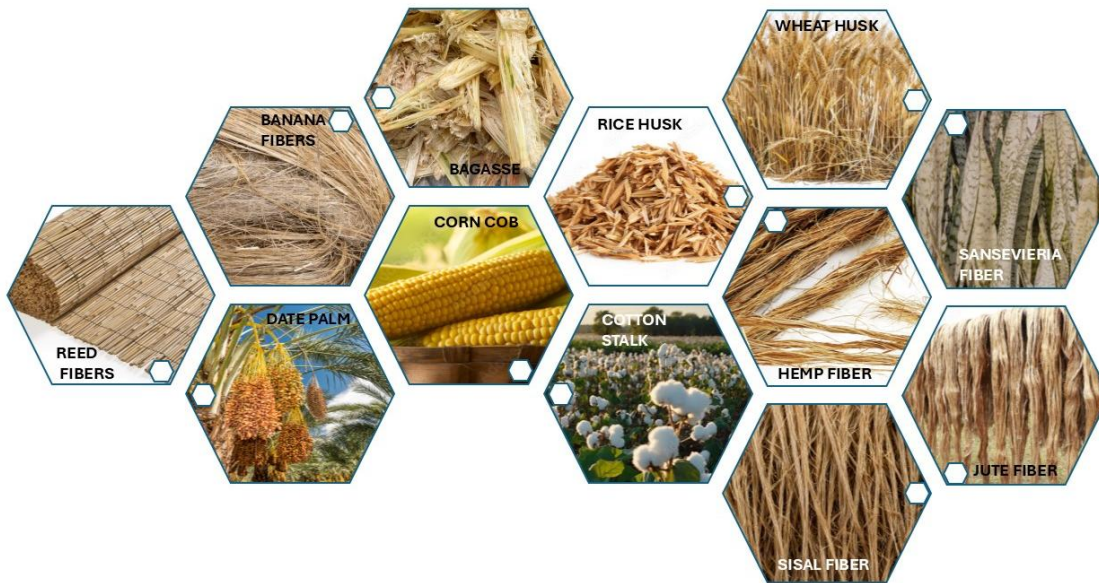 WHEAT HUSK
BANANA
FIBERS
RICE HUSK
BAGASSE
CORN COB
SANSEVIERIA
FIBER
DATE PALM
COTTON
STALK
REED
FIBERS
HEMP FIBER
JUTE FIBER
SISAL FIBER